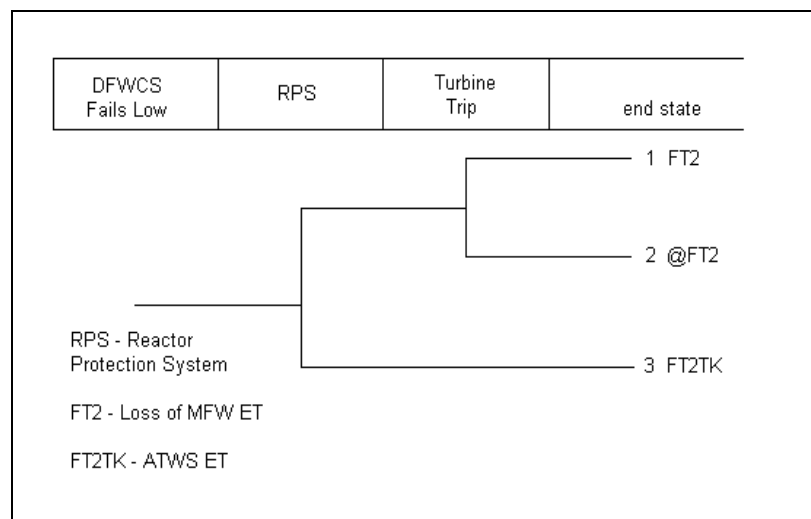 DFWCS
Fails Low
RPS
Turbine
Trip
end state
1 FT2
2 @FT2
3 FT2TK
RPS - Reactor
Protection System
FT2 - Loss of MFW ET
FT2TK - ATWS ET